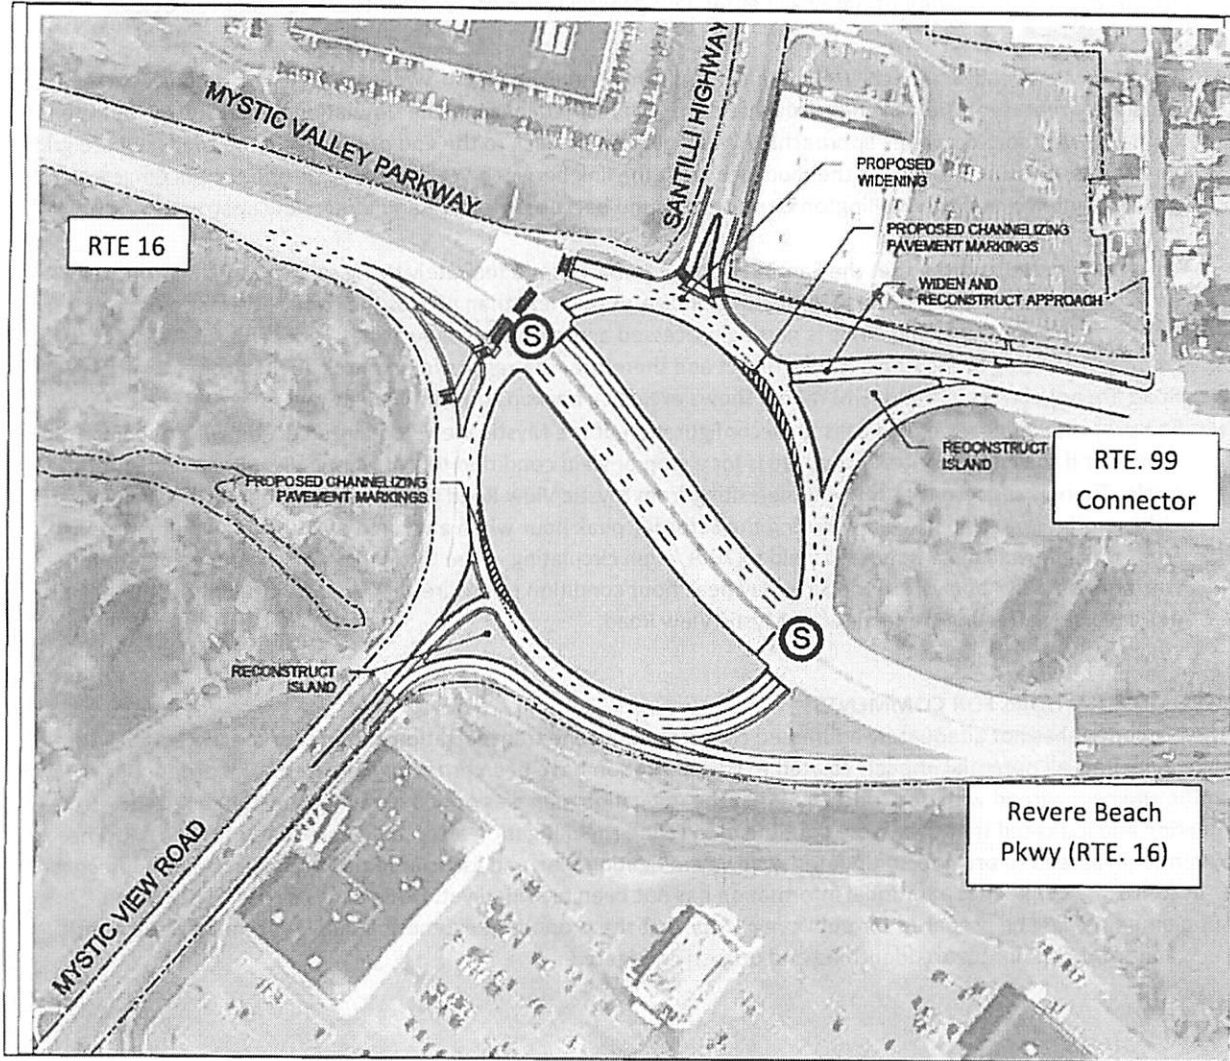 MYSTIC VALLEY PARKWAY
SANTILLI HIGHWAY
PROPOSED
WIDENING
RTE 16
PROPOSED CHANNELIZING
PAVEMENT MARKINGS
WIDEN AND
RECONSTRUCT APPROACH
S
RECONSTRUCT
ISLAND
RTE. 99
Connector
PROPOSED CHANNELIZING
PAVEMENT MARKINGS
S
RECONSTRUCT
ISLAND
Revere Beach
Pkwy (RTE. 16)
MYSTIC VIEW ROAD